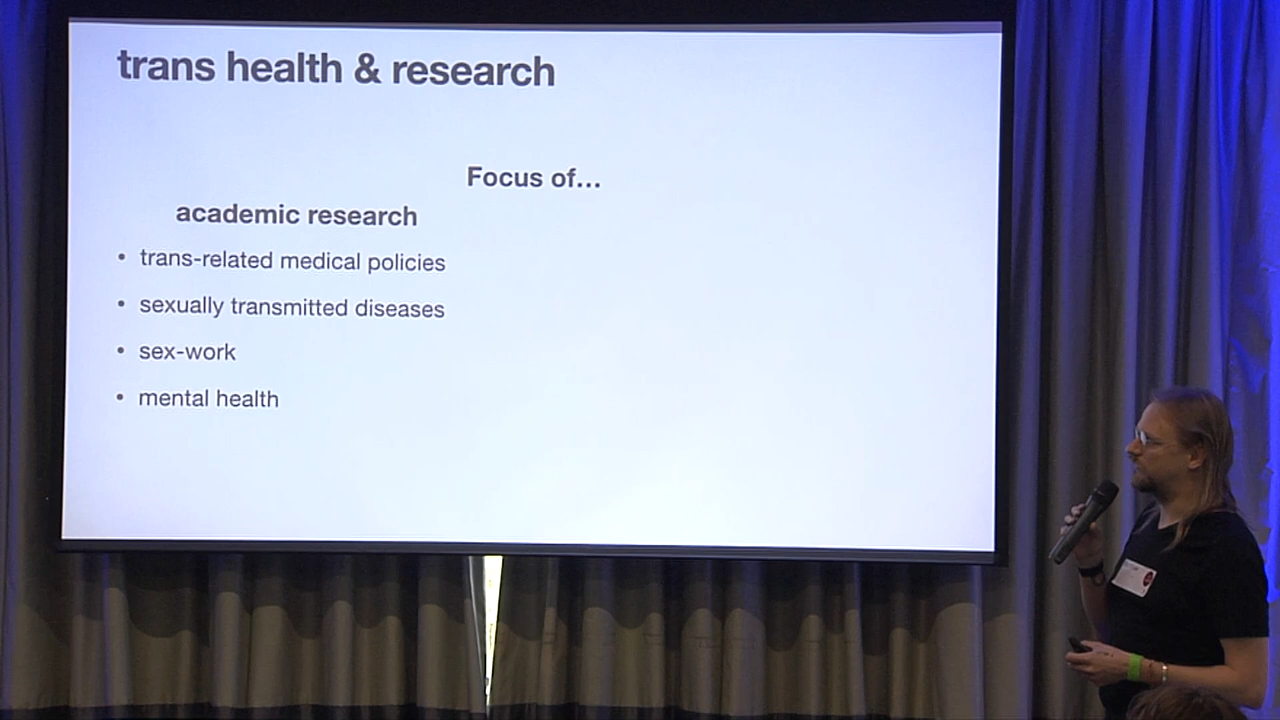 trans health & research
Focus of...
academic research
• trans-related medical policies
• sexually transmitted diseases
• sex-work
• mental health